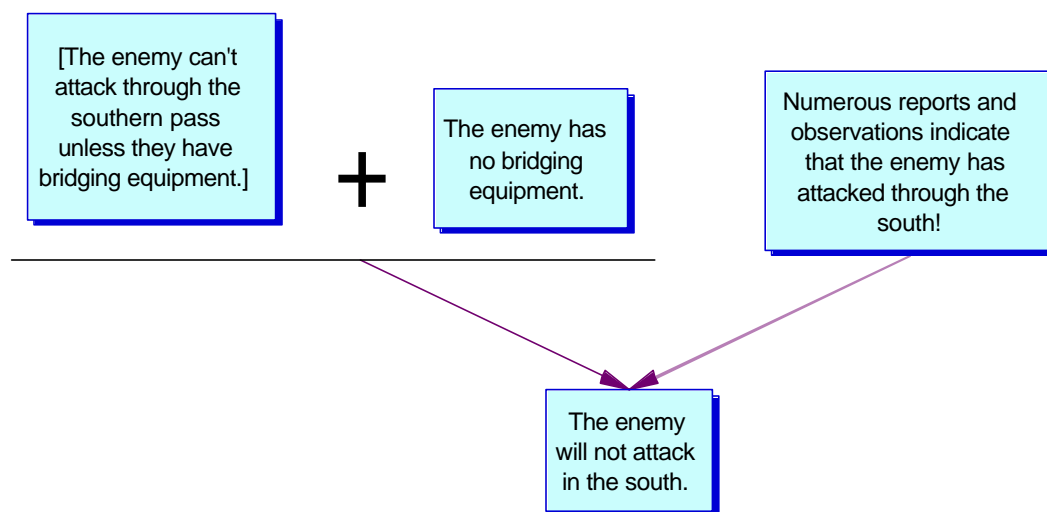 [The enemy can't
attack through the
southern pass
unless they have
bridging equipment.]
+
The enemy has
no bridging
equipment.
Numerous reports and
observations indicate
that the enemy has
attacked through the
south!
The enemy
will not attack
in the south.